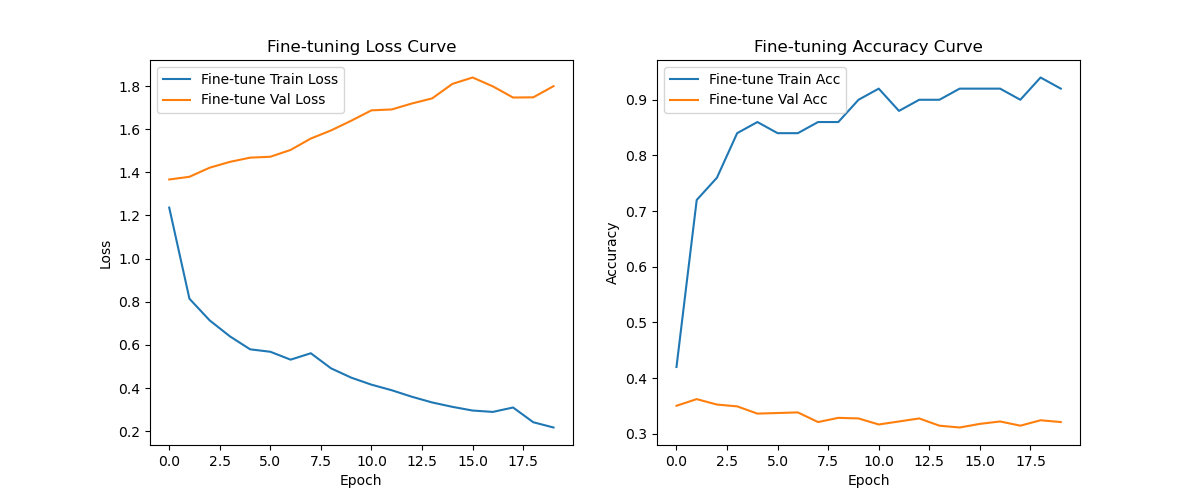 Fine-tuning Loss Curve
Fine-tune Train Loss
Fine-tune Val Loss
Loss
1.8
1.6
1.4
1.2
1.0
0.8
0.6
0.4
0.2
0.0 2.5 5.0 7.5 10.0 12.5 15.0 17.5
Epoch
Fine-tuning Accuracy Curve
Fine-tune Train Acc
Fine-tune Val Acc
Accuracy
0.9
0.8
0.7
0.6
0.5
0.4
0.3
0.0 2.5 5.0 7.5 10.0 12.5 15.0 17.5
Epoch